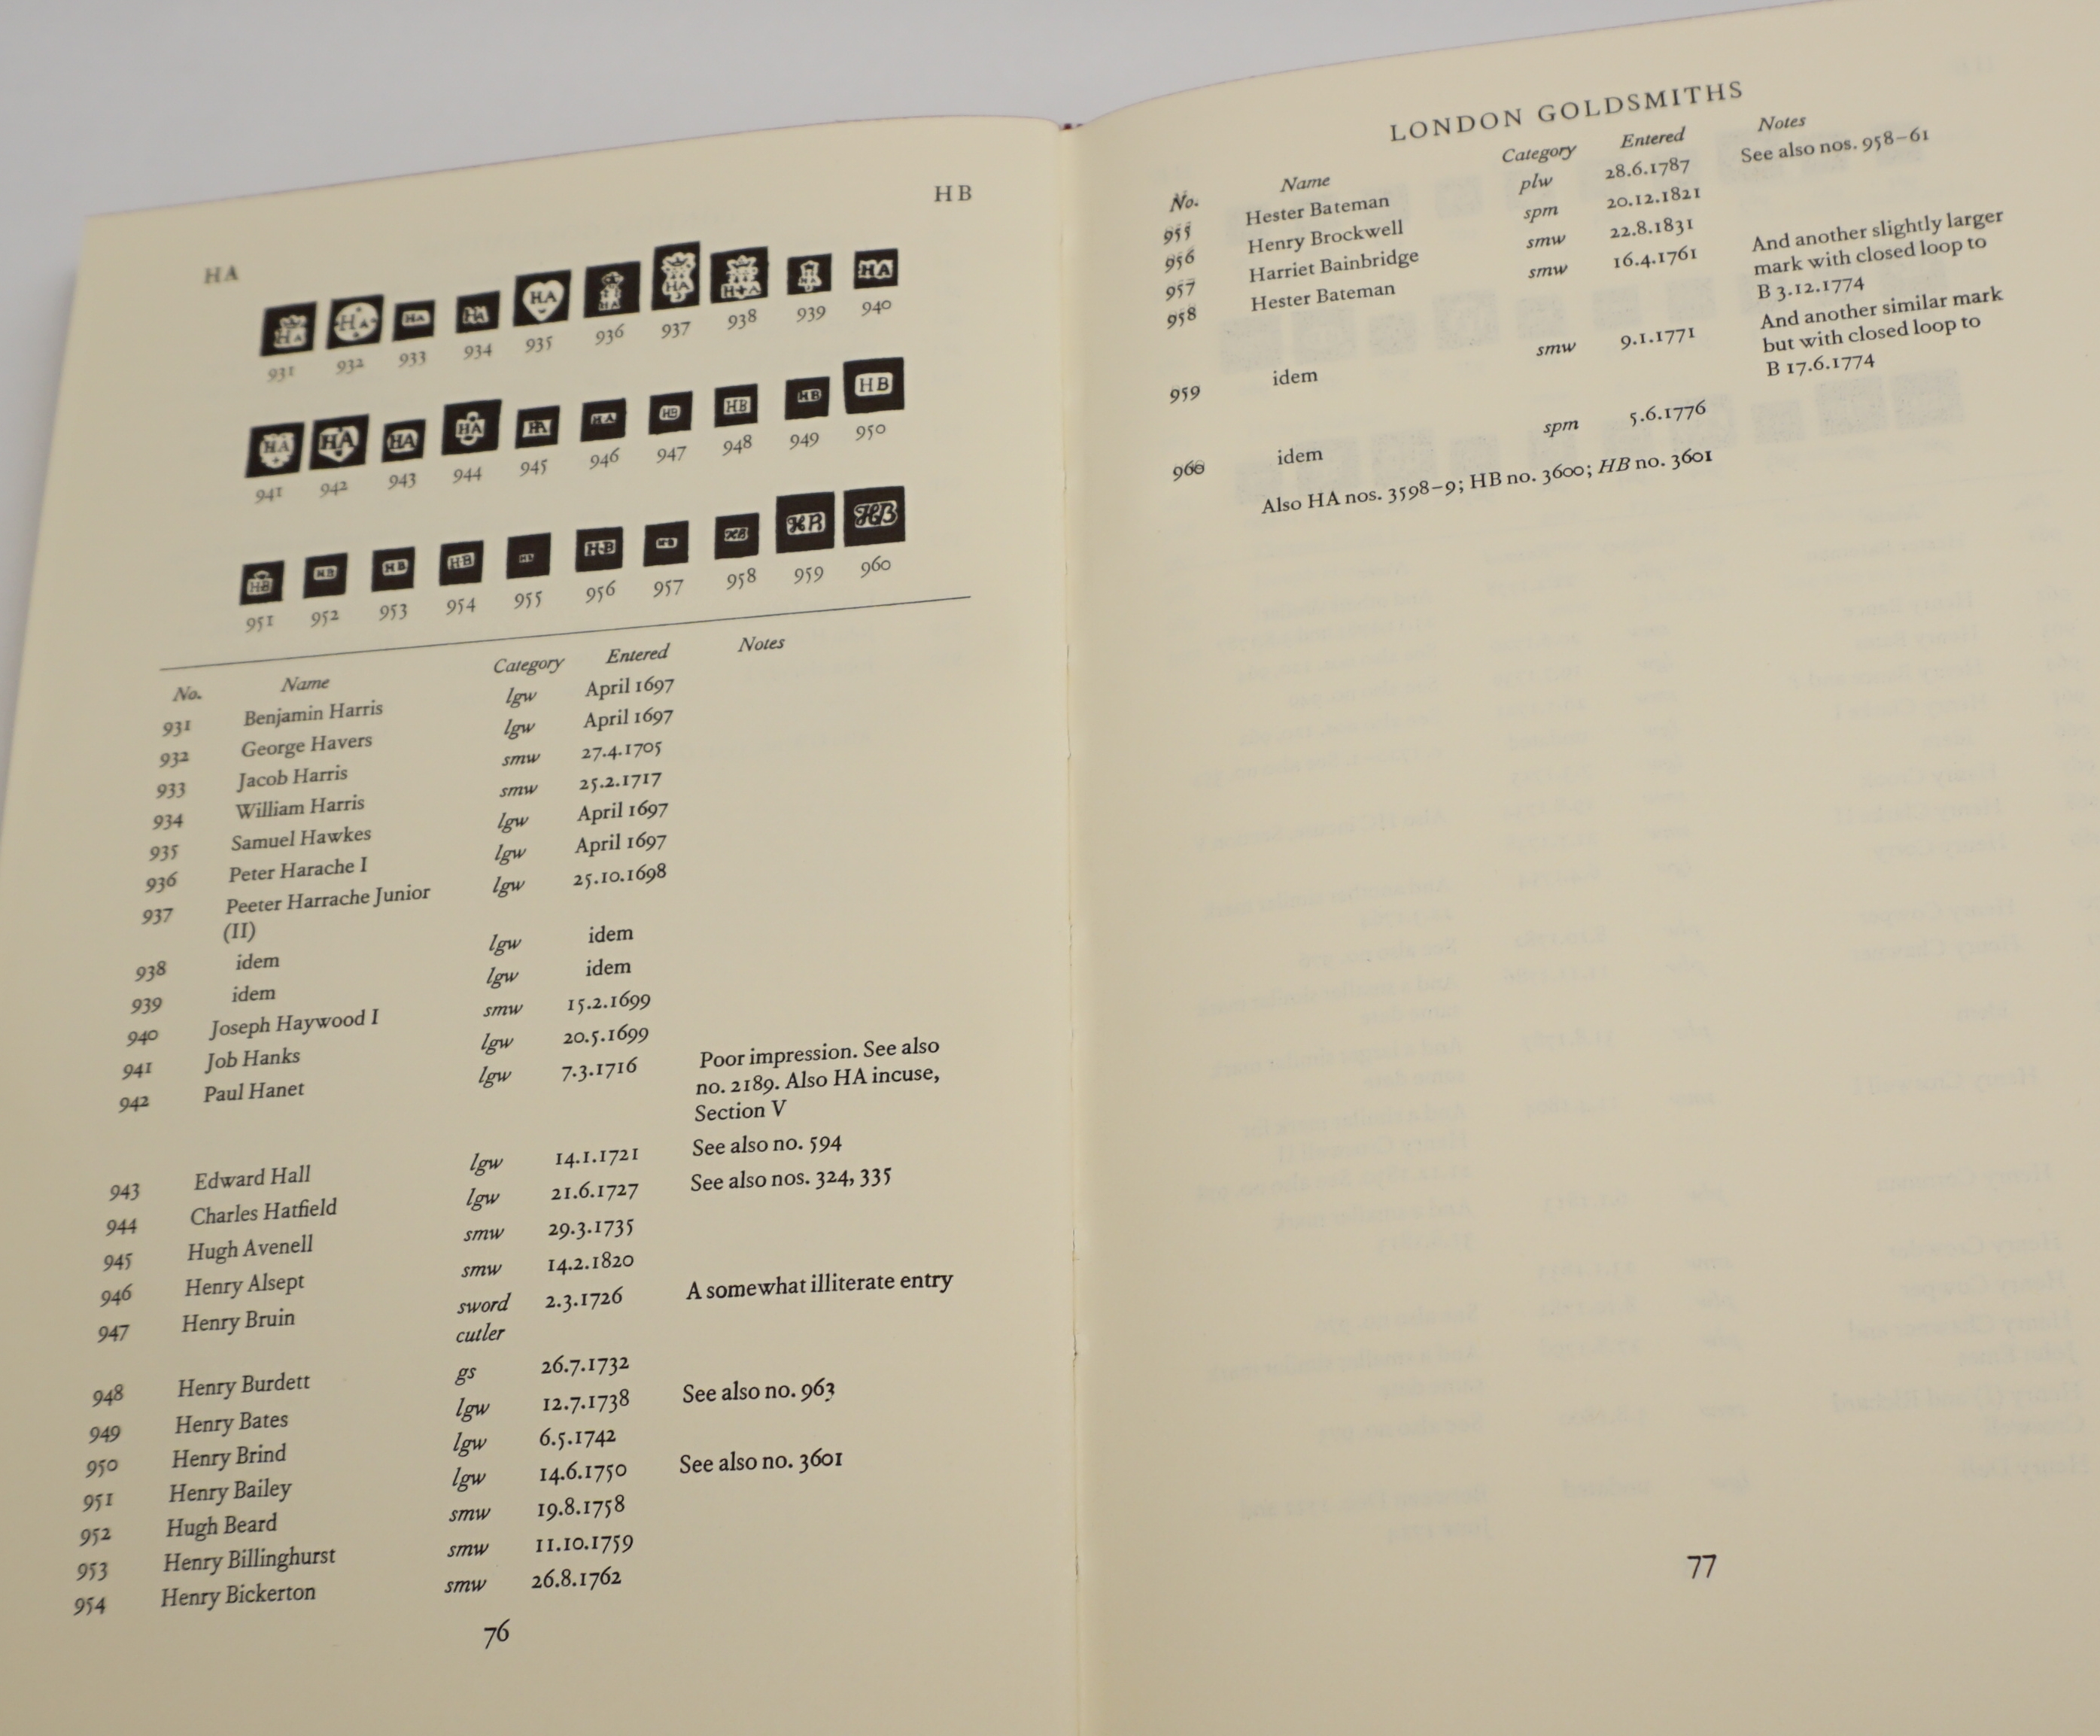 HA
HB
931 932 933 934 935 936 937 938 939 940
941 942 943 944 945 946 947 948 949 950
951 952 953 954 955 956 957 958 959 960
No. Name Category Entered Notes
931 Benjamin Harris lgw April 1697
932 George Havers lgw April 1697
933 Jacob Harris smw 27.4.1705
934 William Harris smw 25.2.1717
935 Samuel Hawkes lgw April 1697
936 Peter Harache I lgw April 1697
937 Peeter Harrache Junior lgw 25.10.1698
(II)
938 idem lgw idem
939 idem lgw idem
940 Joseph Haywood I smw 15.2.1699
941 Job Hanks lgw 20.5.1699
942 Paul Hanet lgw 7.3.1716 Poor impression. See also
no. 2189. Also HA incuse,
Section V
943 Edward Hall lgw 14.1.1721 See also no. 594
944 Charles Hatfield lgw 21.6.1727 See also nos. 324, 335
945 Hugh Avenell smw 29.3.1735
946 Henry Alsept smw 14.2.1820
947 Henry Bruin sword 2.3.1726 A somewhat illiterate entry
cutler
948 Henry Burdett gs 26.7.1732
949 Henry Bates lgw 12.7.1738 See also no. 963
950 Henry Brind lgw 6.5.1742
951 Henry Bailey lgw 14.6.1750 See also no. 3601
952 Hugh Beard smw 19.8.1758
953 Henry Billinghurst smw 11.10.1759
954 Henry Bickerton smw 26.8.1762
76
LONDON GOLDSMITHS
No. Name Category Entered Notes
955 Hester Bateman plw 28.6.1787 See also nos. 958–61
956 Henry Brockwell spm 20.12.1821
957 Harriet Bainbridge smw 22.8.1831
958 Hester Bateman smw 16.4.1761 And another slightly larger
mark with closed loop to
B 3.12.1774
959 idem smw 9.1.1771 And another similar mark
but with closed loop to
B 17.6.1774
960 idem spm 5.6.1776
Also HA nos. 3598–9; HB no. 3600; HB no. 3601
77